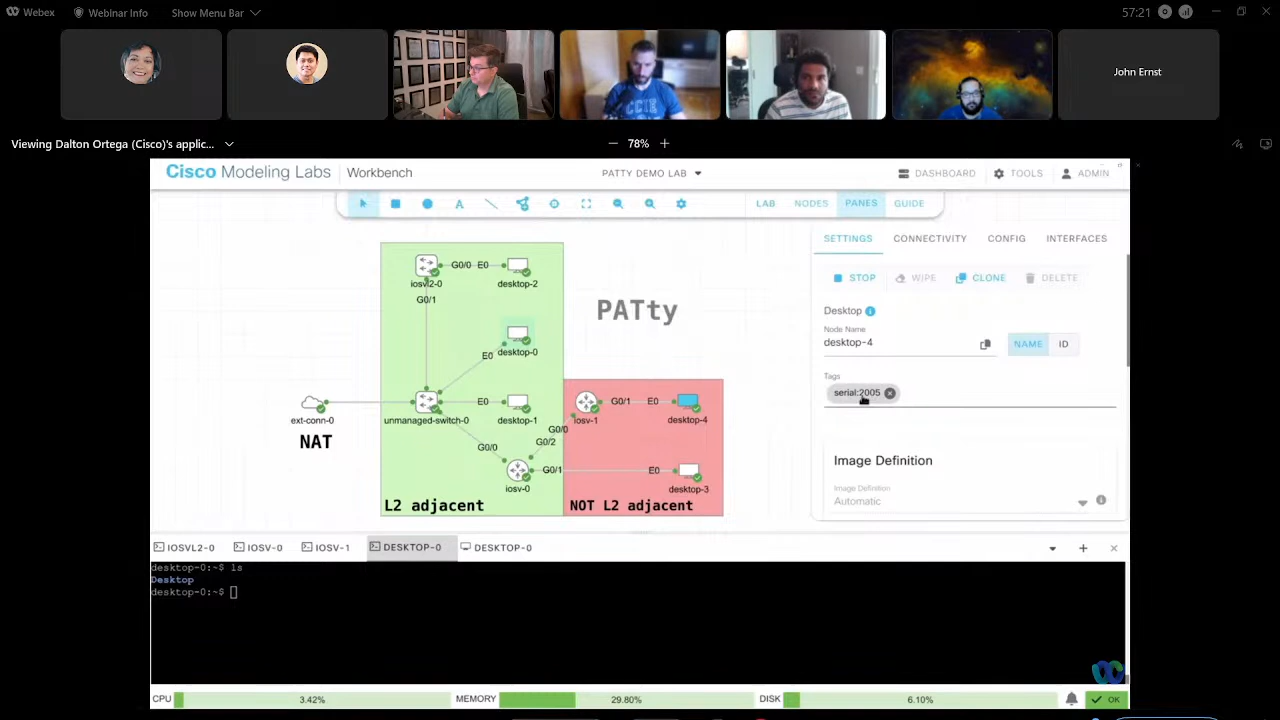 Webex Webinar Info Show Menu Bar 57:21
John Ernst
Viewing Dalton Ortega (Cisco)'s applic... 78%
Cisco Modeling Labs Workbench PATTY DEMO LAB DASHBOARD TOOLS ADMIN
LAB NODES PANES GUIDE
SETTINGS CONNECTIVITY CONFIG INTERFACES
STOP WIPE CLONE DELETE
Desktop
Node Name
desktop-4
NAME ID
Tags
serial:2005
Image Definition
Image Definition
Automatic
G0/0 E0
iosvl2-0 desktop-2
G0/1
PATty
E0 desktop-0
E0
G0/1 E0
ext-conn-0 unmanaged-switch-0 desktop-1 iosv-1 desktop-4
NAT
G0/0
G0/2
G0/0
G0/1 E0
iosv-0 desktop-3
L2 adjacent NOT L2 adjacent
IOSVL2-0 IOSV-0 IOSV-1 DESKTOP-0 DESKTOP-0
desktop-0:~$ ls
Desktop
desktop-0:~$
CPU 3.42% MEMORY 29.80% DISK 6.10% OK